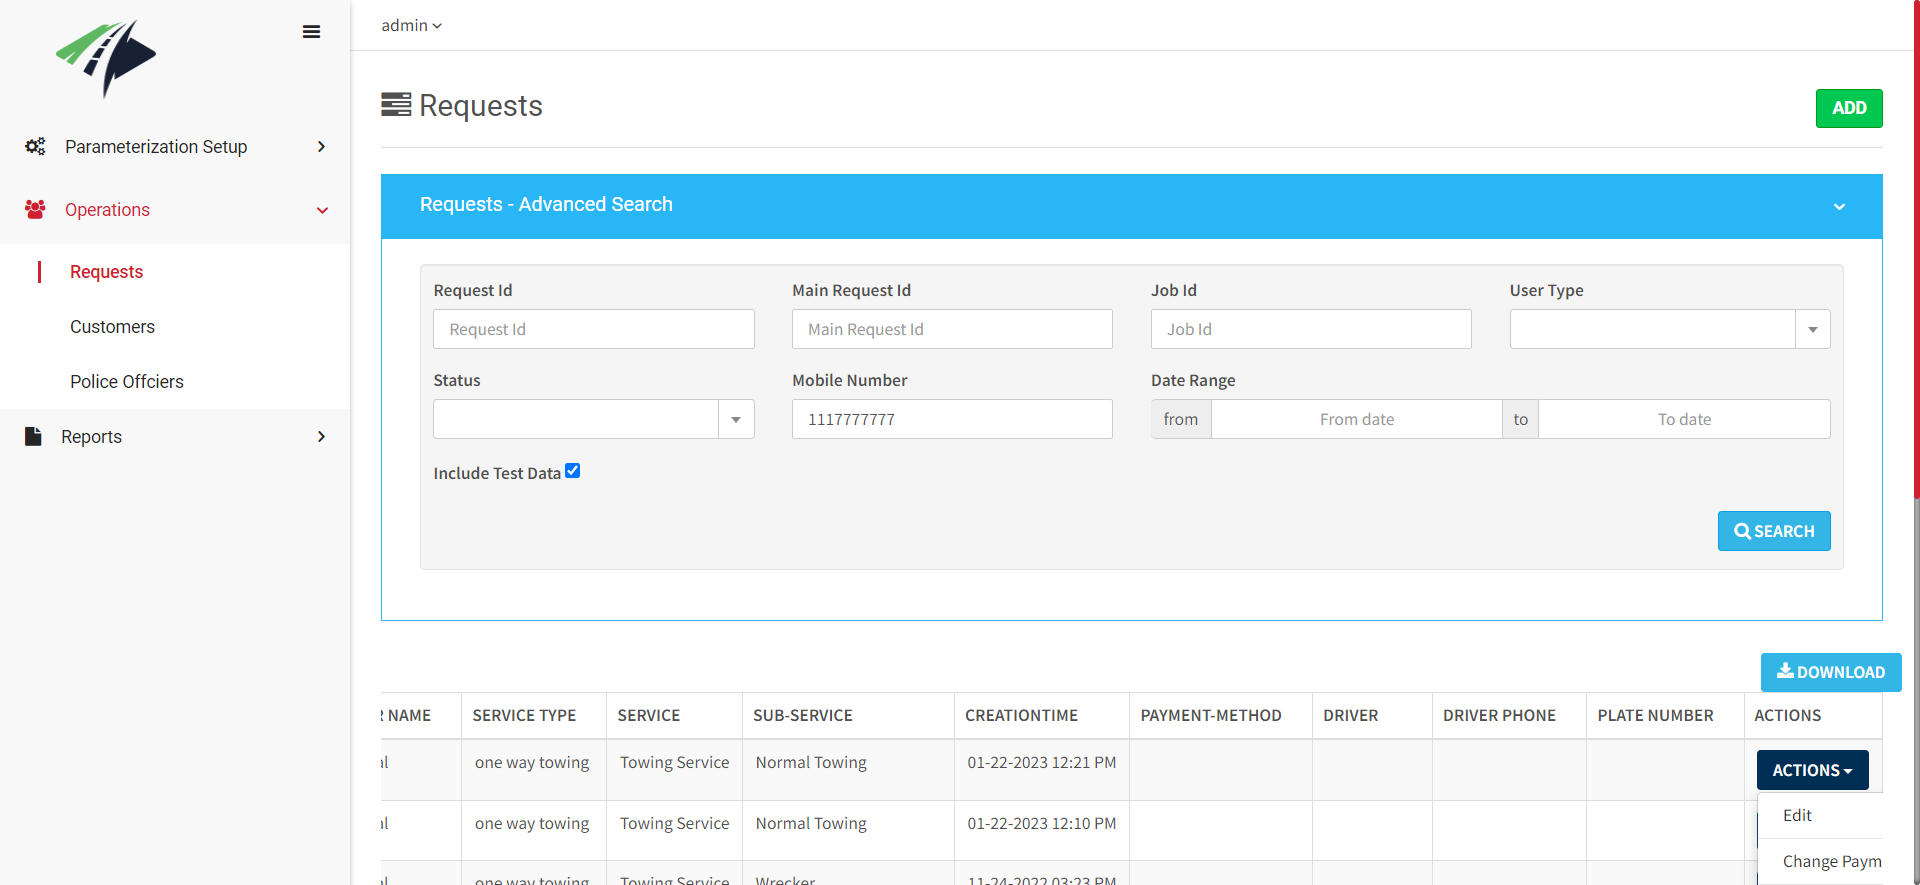 admin
Requests
ADD
Parameterization Setup
Operations
Requests
Customers
Police Offciers
Reports
Requests - Advanced Search
Request Id
Main Request Id
Job Id
User Type
Request Id
Main Request Id
Job Id
Status
Mobile Number
Date Range
1117777777
from
From date
to
To date
Include Test Data
SEARCH
DOWNLOAD
NAME SERVICE TYPE SERVICE SUB-SERVICE CREATIONTIME PAYMENT-METHOD DRIVER DRIVER PHONE PLATE NUMBER ACTIONS
al one way towing Towing Service Normal Towing 01-22-2023 12:21 PM ACTIONS
al one way towing Towing Service Normal Towing 01-22-2023 12:10 PM
Edit
Change Paym
al one way towing Towing Service Wrecker 11-24-2022 03:23 PM